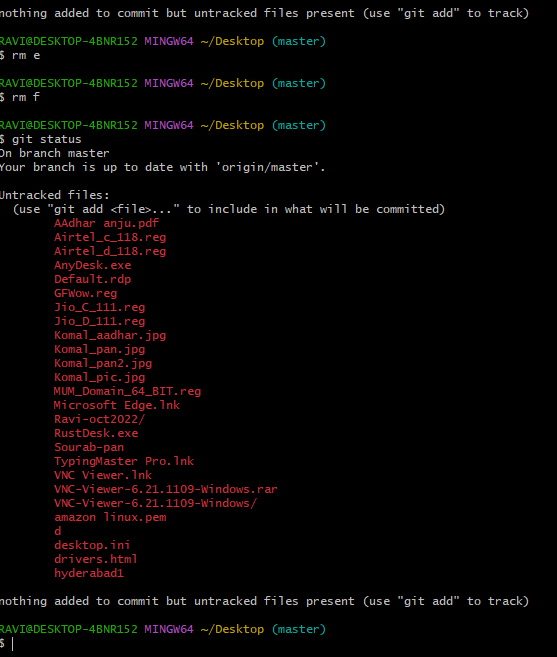 nothing added to commit but untracked files present (use "git add" to track)
RAVI@DESKTOP-4BNR152 MINGW64 ~/Desktop (master)
$ rm e
RAVI@DESKTOP-4BNR152 MINGW64 ~/Desktop (master)
$ rm f
RAVI@DESKTOP-4BNR152 MINGW64 ~/Desktop (master)
$ git status
On branch master
Your branch is up to date with 'origin/master'.
Untracked files:
(use "git add <file>..." to include in what will be committed)
AAdhar anju.pdf
Airtel_c_118.reg
Airtel_d_118.reg
AnyDesk.exe
Default.rdp
GFWow.reg
Jio_C_111.reg
Jio_D_111.reg
Komal_aadhar.jpg
Komal_pan.jpg
Komal_pan2.jpg
Komal_pic.jpg
MUM_Domain_64_BIT.reg
Microsoft Edge.lnk
Ravi-oct2022/
RustDesk.exe
Sourab-pan
TypingMaster Pro.lnk
VNC Viewer.lnk
VNC-Viewer-6.21.1109-Windows.rar
VNC-Viewer-6.21.1109-Windows/
amazon linux.pem
d
desktop.ini
drivers.html
hyderabad1
nothing added to commit but untracked files present (use "git add" to track)
RAVI@DESKTOP-4BNR152 MINGW64 ~/Desktop (master)
$